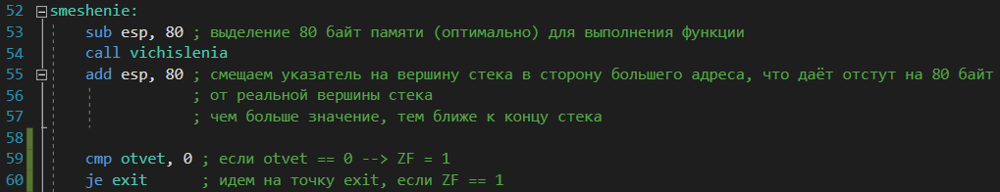 52 smeshenie:
53 sub esp, 80 ; выделение 80 байт памяти (оптимально) для выполнения функции
54 call vichislenia
55 add esp, 80 ; смещаем указатель на вершину стека в сторону большего адреса, что даёт отступ на 80 байт
56 ; от реальной вершины стека
57 ; чем больше значение, тем ближе к концу стека
58
59 cmp otvet, 0 ; если otvet == 0 --> ZF = 1
60 je exit ; идем на точку exit, если ZF == 1